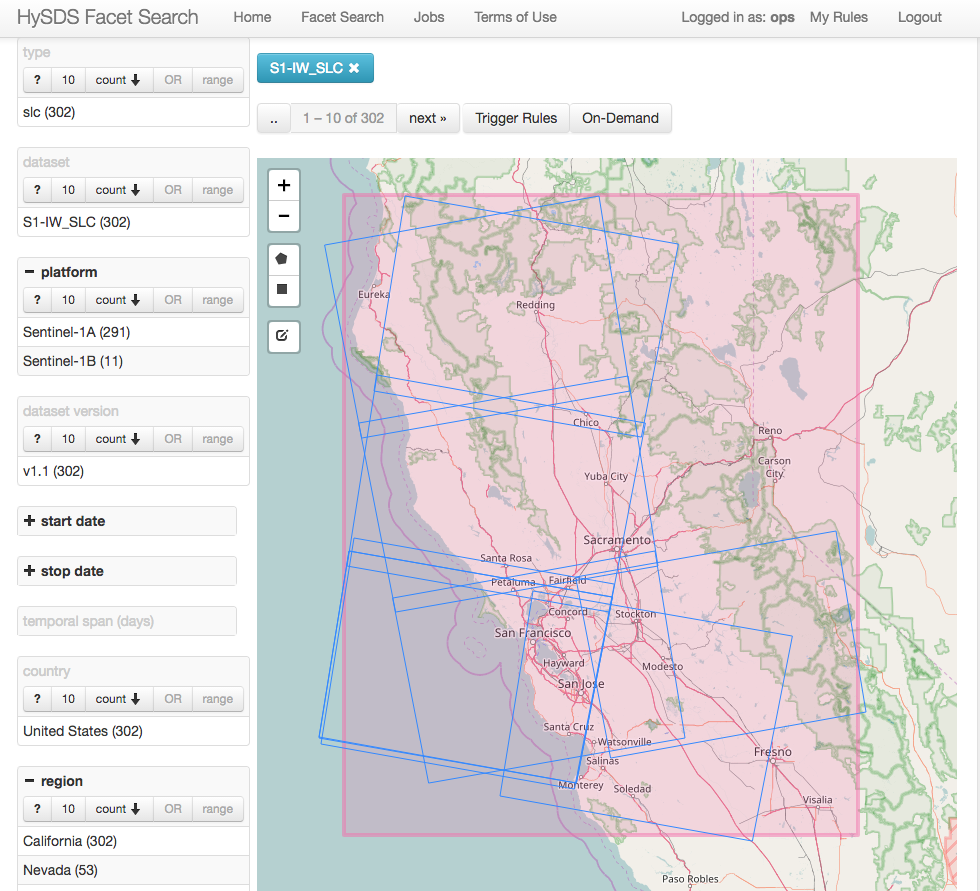 HySDS Facet Search Home Facet Search Jobs Terms of Use Logged in as: ops My Rules Logout
type
? 10 count OR range
slc (302)
dataset
? 10 count OR range
S1-IW_SLC (302)
platform
? 10 count OR range
Sentinel-1A (291)
Sentinel-1B (11)
dataset version
? 10 count OR range
v1.1 (302)
+ start date
+ stop date
temporal span (days)
country
? 10 count OR range
United States (302)
region
? 10 count OR range
California (302)
Nevada (53)
S1-IW_SLC ✖
.. 1 – 10 of 302 next » Trigger Rules On-Demand
+
−
Eureka
Redding
Chico
Reno
Carson
City
Yuba City
Sacramento
Santa Rosa
Petaluma
Fairfield
Concord
Stockton
San Francisco
Hayward
Modesto
San Jose
Santa Cruz
Watsonville
Fresno
Salinas
Monterey
Soledad
Visalia
Paso Robles